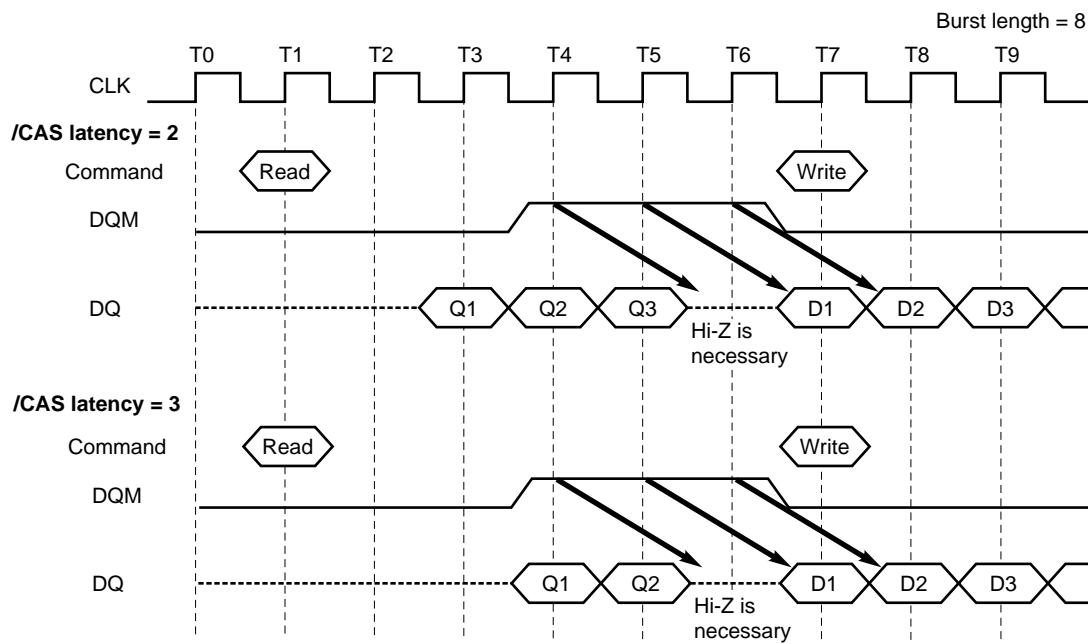 Burst length = 8
T0 T1 T2 T3 T4 T5 T6 T7 T8 T9
CLK
/CAS latency = 2
Command Read Write
DQM
DQ Q1 Q2 Q3 D1 D2 D3
Hi-Z is
necessary
/CAS latency = 3
Command Read Write
DQM
DQ Q1 Q2 D1 D2 D3
Hi-Z is
necessary